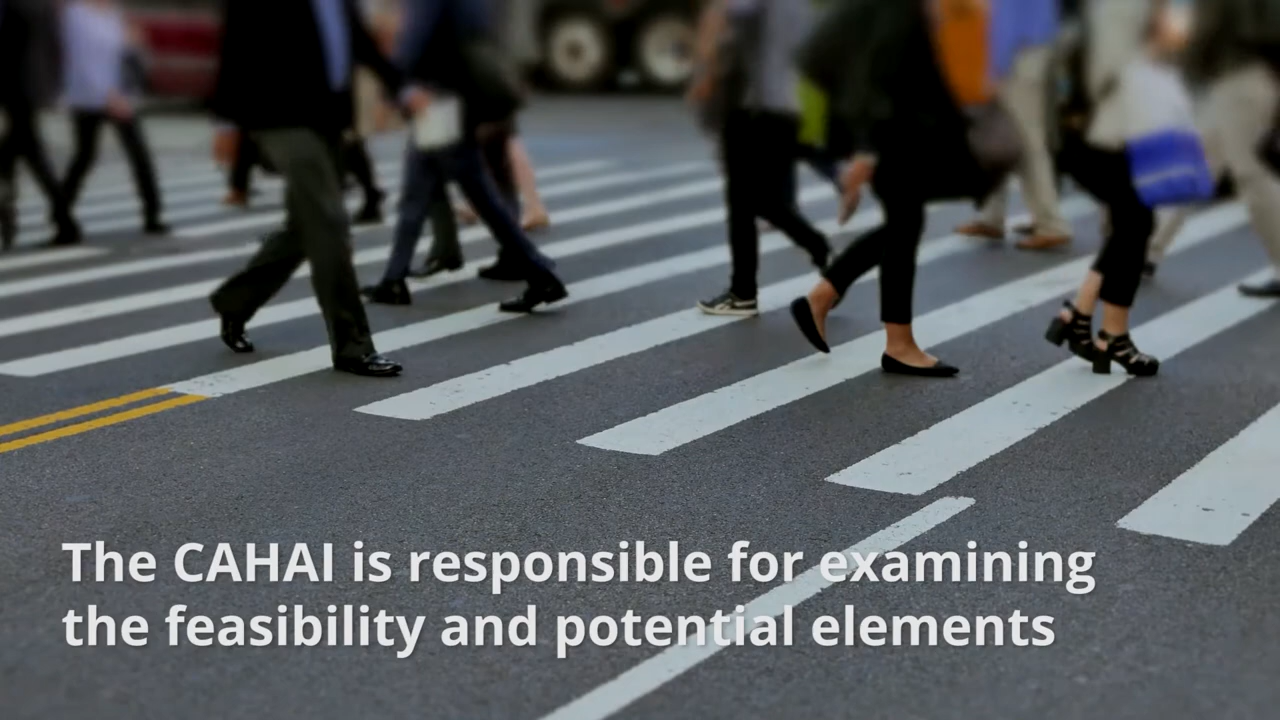 The CAHAI is responsible for examining
the feasibility and potential elements